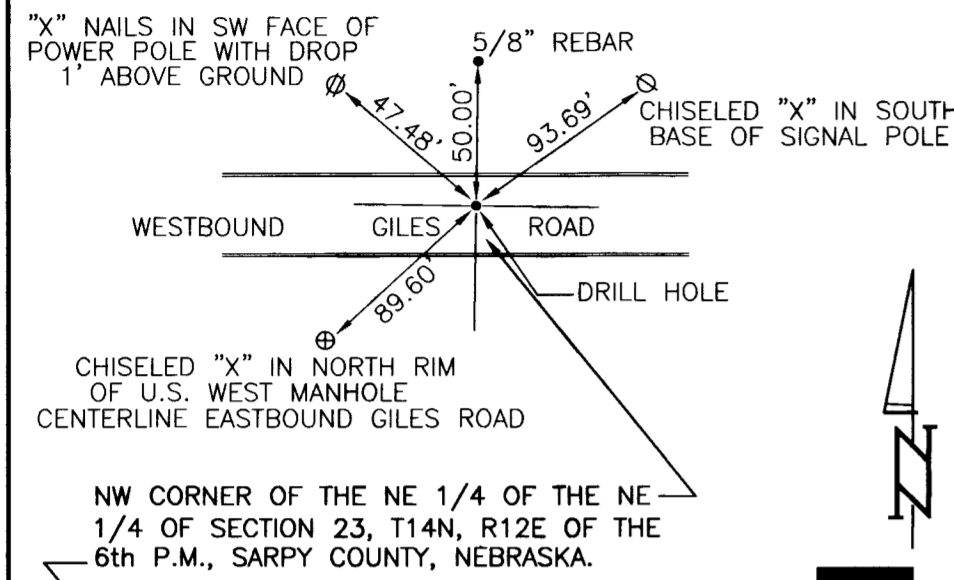 "X" NAILS IN SW FACE OF
POWER POLE WITH DROP
1' ABOVE GROUND
5/8" REBAR
47.48'
50.00'
93.69'
CHISELED "X" IN SOUTH
BASE OF SIGNAL POLE
WESTBOUND GILES ROAD
89.60'
DRILL HOLE
CHISELED "X" IN NORTH RIM
OF U.S. WEST MANHOLE
CENTERLINE EASTBOUND GILES ROAD
N
NW CORNER OF THE NE 1/4 OF THE NE
1/4 OF SECTION 23, T14N, R12E OF THE
6th P.M., SARPY COUNTY, NEBRASKA.